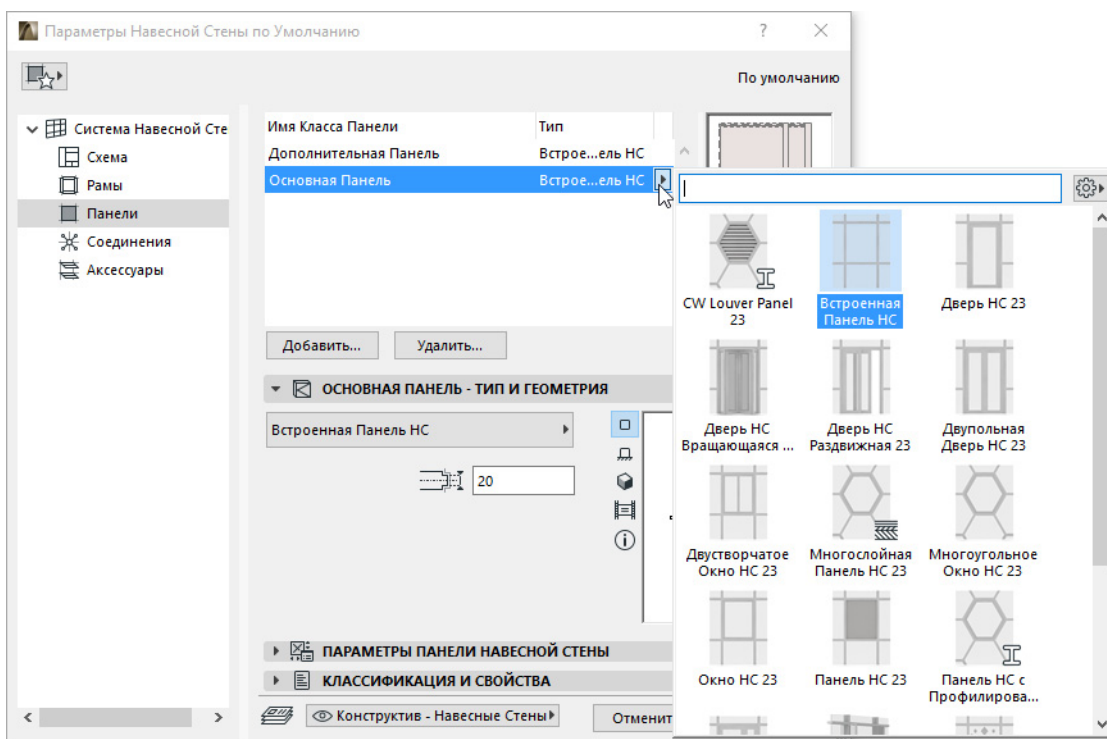 Параметры Навесной Стены по Умолчанию
?
По умолчанию
Система Навесной Сте
Схема
Рамы
Панели
Соединения
Аксессуары
Имя Класса Панели Тип
Дополнительная Панель Встрое...ель НС
Основная Панель Встрое...ель НС
Добавить... Удалить...
ОСНОВНАЯ ПАНЕЛЬ - ТИП И ГЕОМЕТРИЯ
Встроенная Панель НС
20
ПАРАМЕТРЫ ПАНЕЛИ НАВЕСНОЙ СТЕНЫ
КЛАССИФИКАЦИЯ И СВОЙСТВА
Конструктив - Навесные Стены
Отменит
CW Louver Panel
23
Встроенная
Панель НС
Дверь НС 23
Дверь НС
Вращающаяся ...
Дверь НС
Раздвижная 23
Двупольная
Дверь НС 23
Двустворчатое
Окно НС 23
Многослойная
Панель НС 23
Многоугольное
Окно НС 23
Окно НС 23
Панель НС 23
Панель НС с
Профилирова...